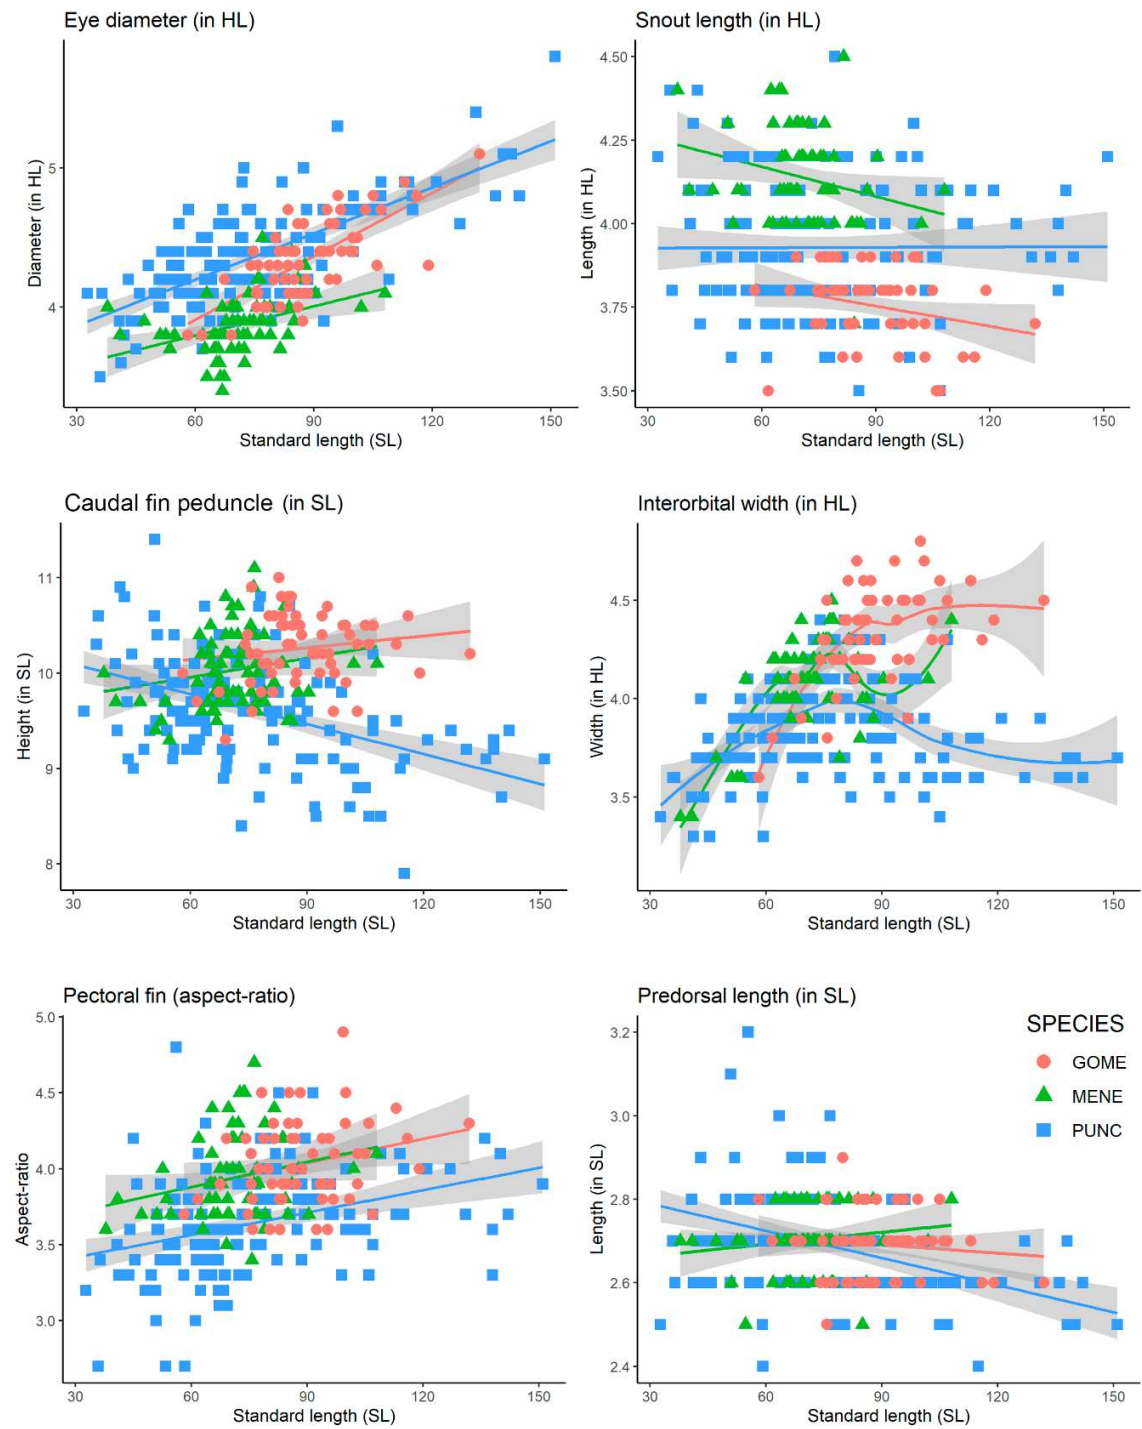 Eye diameter (in HL)
Diameter (in HL)
5
4
30 60 90 120 150
Standard length (SL)
Snout length (in HL)
Length (in HL)
4.50
4.25
4.00
3.75
3.50
30 60 90 120 150
Standard length (SL)
Caudal fin peduncle (in SL)
Height (in SL)
11
10
9
8
30 60 90 120 150
Standard length (SL)
Interorbital width (in HL)
Width (in HL)
4.5
4.0
3.5
30 60 90 120 150
Standard length (SL)
Pectoral fin (aspect-ratio)
Aspect-ratio
5.0
4.5
4.0
3.5
3.0
30 60 90 120 150
Standard length (SL)
Predorsal length (in SL)
Length (in SL)
3.2
3.0
2.8
2.6
2.4
30 60 90 120 150
Standard length (SL)
SPECIES
GOME
MENE
PUNC